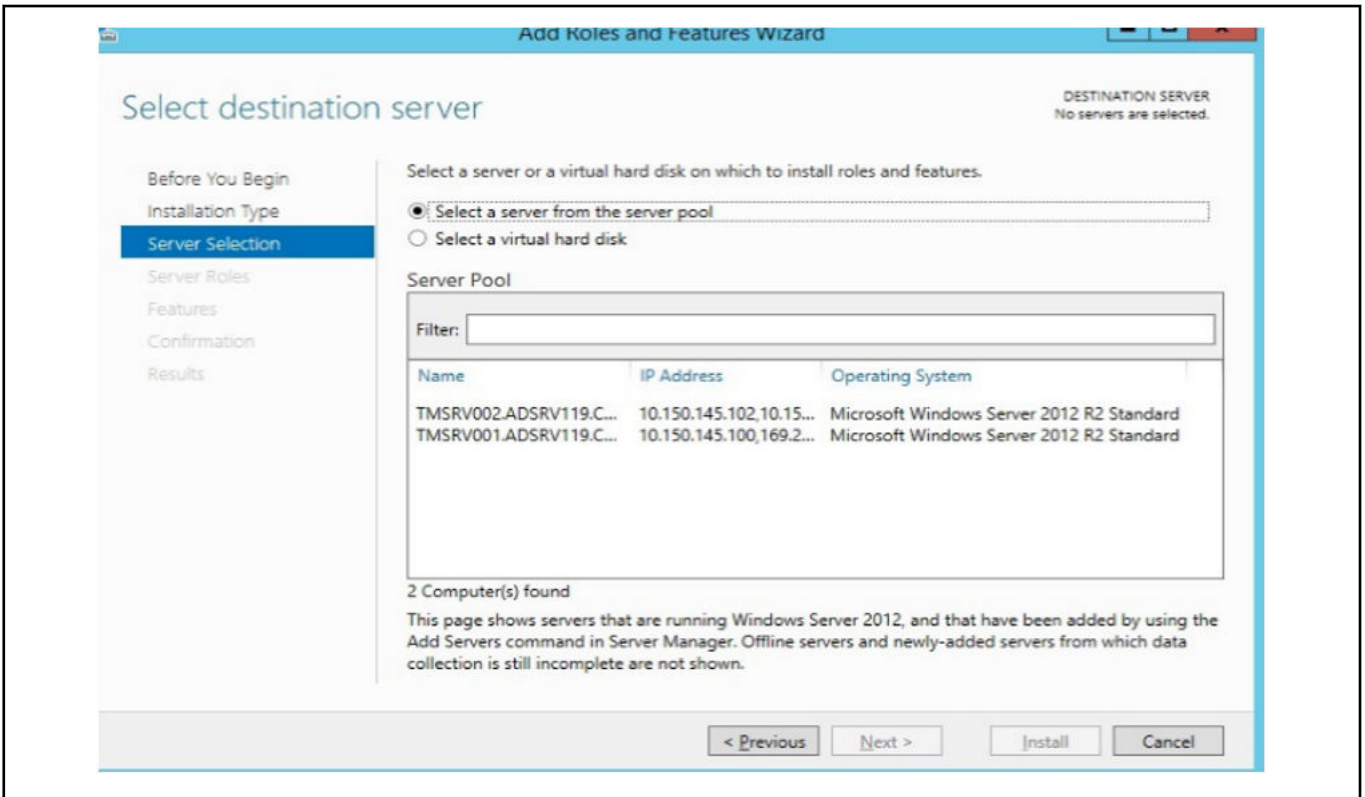 Add Roles and Features Wizard
Select destination server
DESTINATION SERVER
No servers are selected.
Before You Begin
Installation Type
Server Selection
Server Roles
Features
Confirmation
Results
Select a server or a virtual hard disk on which to install roles and features.
Select a server from the server pool
Select a virtual hard disk
Server Pool
Filter:
Name IP Address Operating System
TMSRV002.ADSRV119.C... 10.150.145.102,10.15... Microsoft Windows Server 2012 R2 Standard
TMSRV001.ADSRV119.C... 10.150.145.100,169.2... Microsoft Windows Server 2012 R2 Standard
2 Computer(s) found
This page shows servers that are running Windows Server 2012, and that have been added by using the
Add Servers command in Server Manager. Offline servers and newly-added servers from which data
collection is still incomplete are not shown.
< Previous Next > Install Cancel